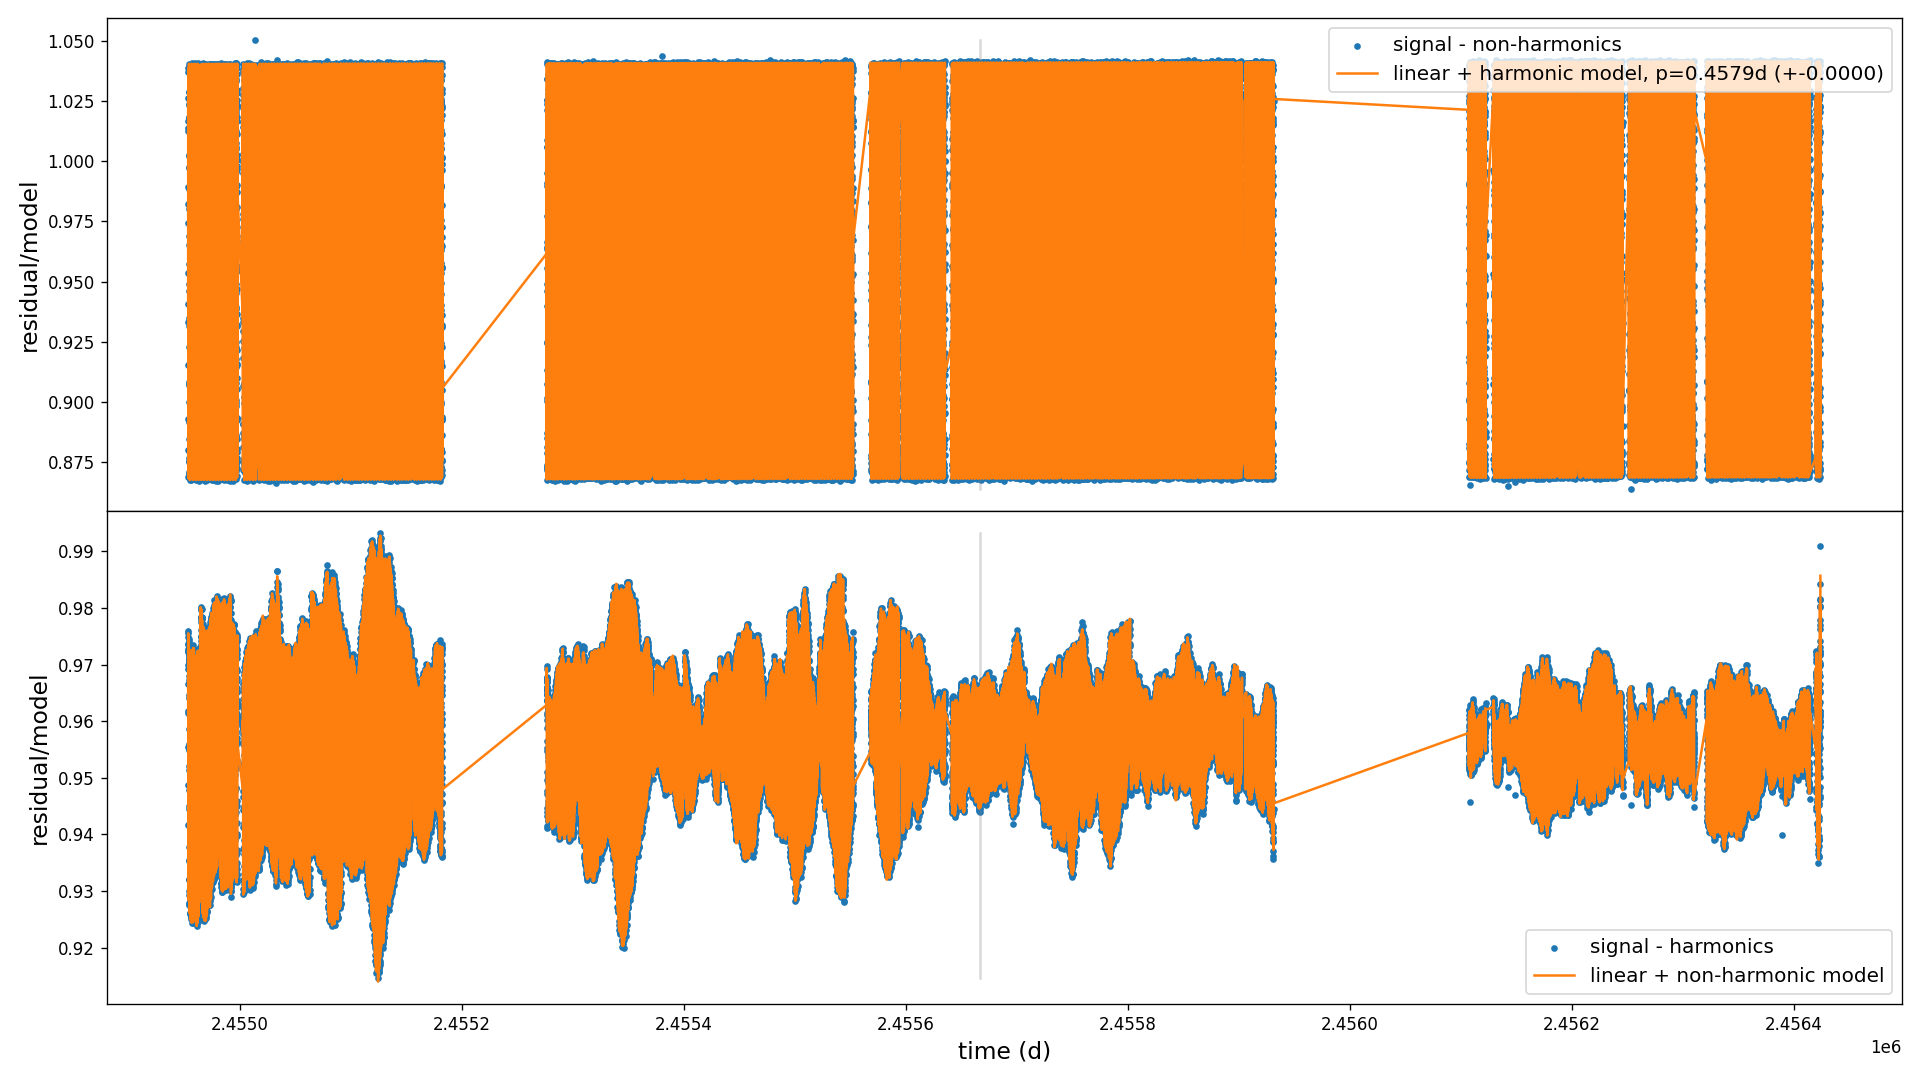 1.050
1.025
1.000
0.975
0.950
0.925
0.900
0.875
residual/model
signal - non-harmonics
linear + harmonic model, p=0.4579d (+-0.0000)
0.99
0.98
0.97
0.96
0.95
0.94
0.93
0.92
residual/model
signal - harmonics
linear + non-harmonic model
2.4550 2.4552 2.4554 2.4556 2.4558 2.4560 2.4562 2.4564
1e6
time (d)